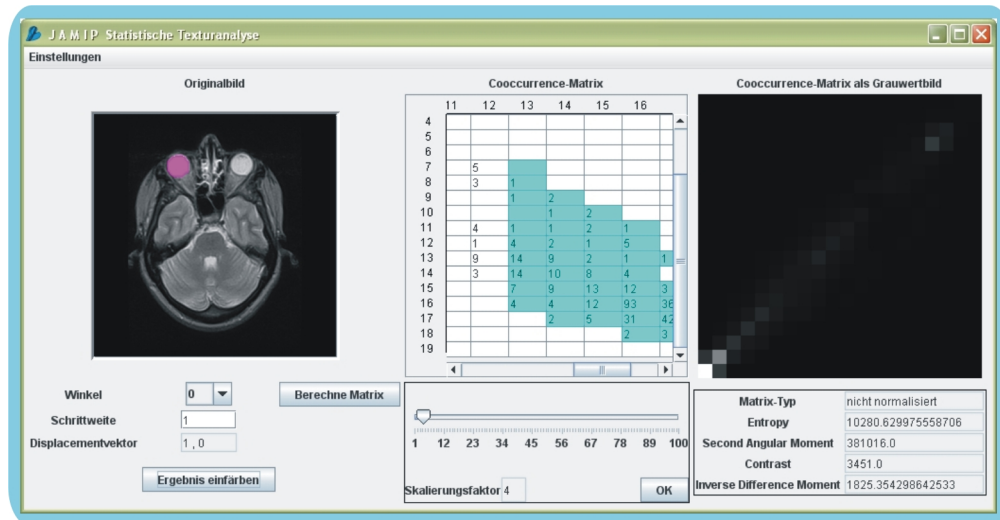 JAMIP Statistische Texturanalyse
Einstellungen
Originalbild
Cooccurrence-Matrix
11 12 13 14 15 16
4
5
6
7 5
8 3 1
9 1 2
10 1 2
11 4 1 1 2 1
12 1 4 2 1 5
13 9 14 9 2 1 1
14 3 14 10 8 4
15 7 9 13 12 3
16 4 4 12 93 36
17 2 5 31 42
18 2 3
19
Cooccurrence-Matrix als Grauwertbild
Winkel 0
Schrittweite 1
Displacementvektor 1 , 0
Berechne Matrix
Ergebnis einfärben
1 12 23 34 45 56 67 78 89 100
Skalierungsfaktor 4 OK
Matrix-Typ nicht normalisiert
Entropy 10280.629975558706
Second Angular Moment 381016.0
Contrast 3451.0
Inverse Difference Moment 1825.354298642533